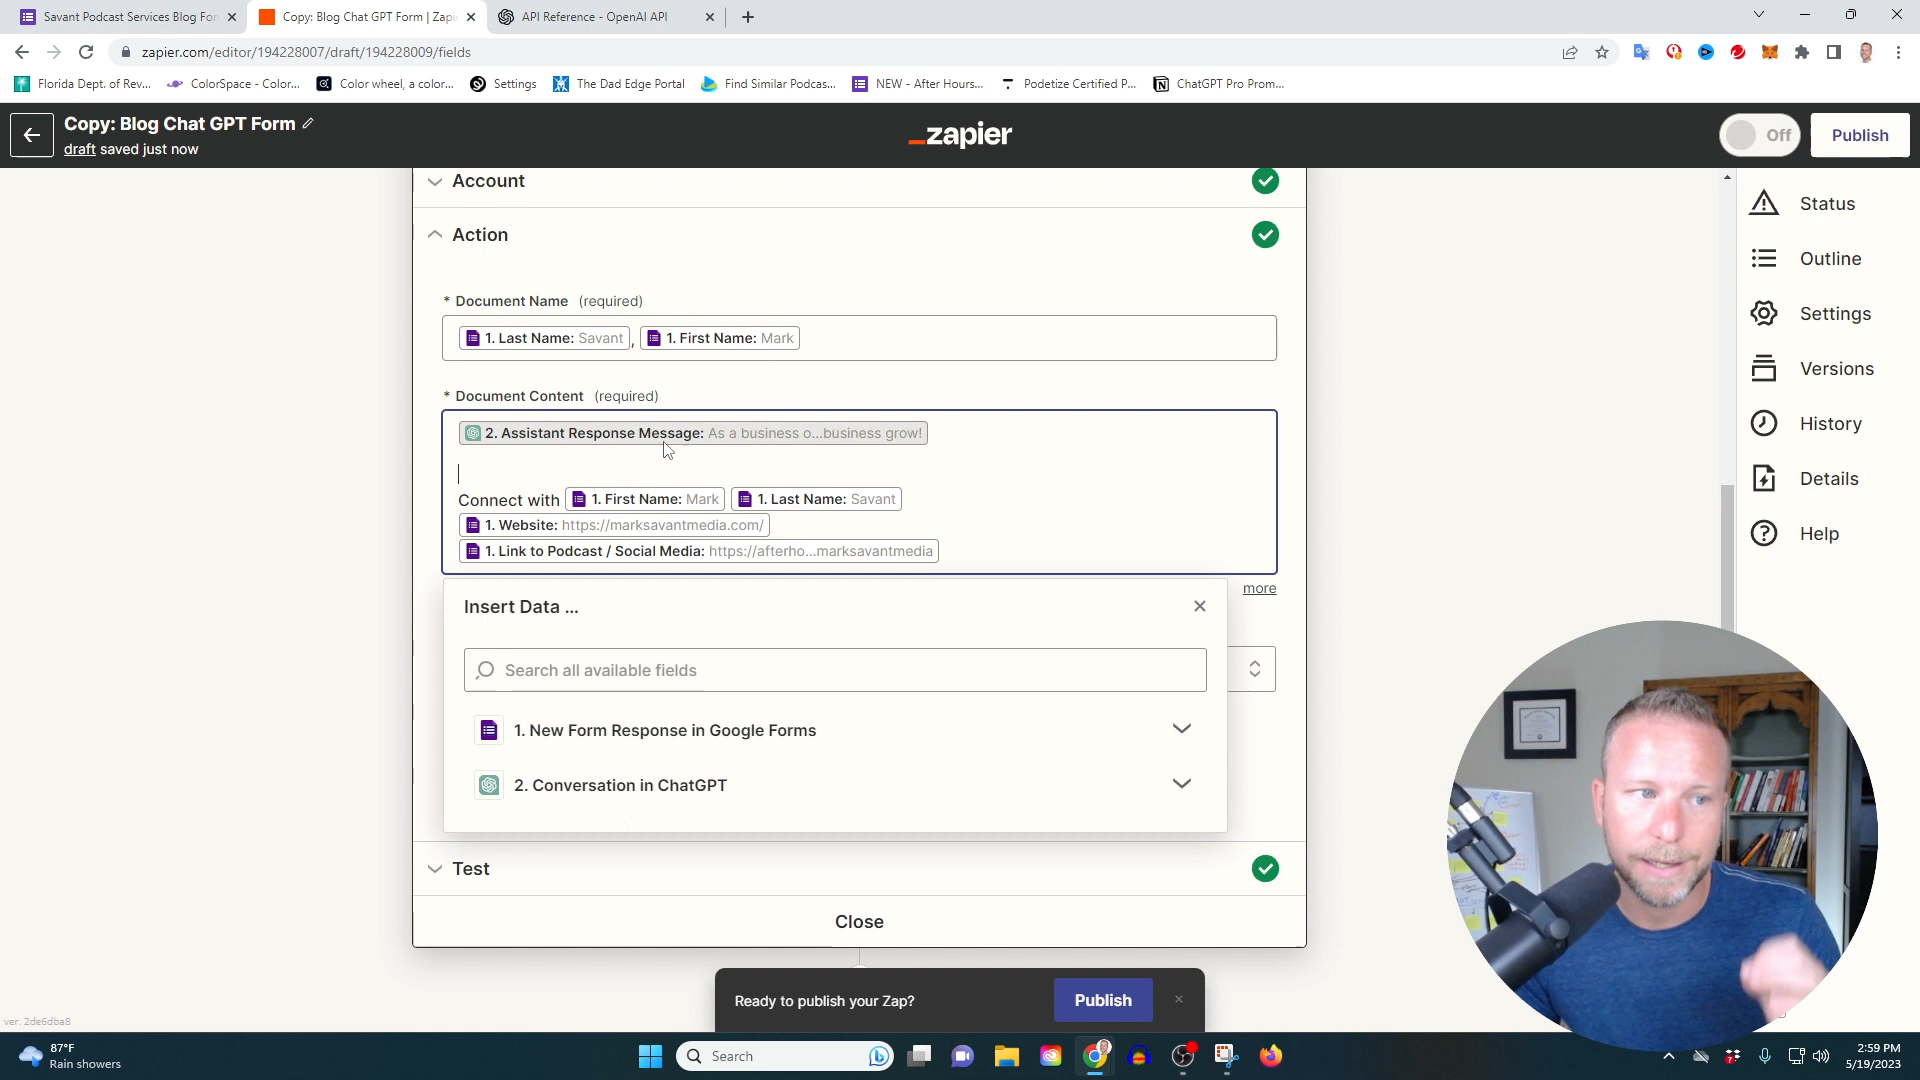 Savant Podcast Services Blog For
Copy: Blog Chat GPT Form | Zapi
API Reference - OpenAI API
zapier.com/editor/194228007/draft/194228009/fields
Florida Dept. of Rev...
ColorSpace - Color...
Color wheel, a color...
Settings
The Dad Edge Portal
Find Similar Podcas...
NEW - After Hours...
Podetize Certified P...
ChatGPT Pro Prom...
Copy: Blog Chat GPT Form
draft saved just now
_zapier
Off
Publish
Account
Action
* Document Name (required)
1. Last Name: Savant , 1. First Name: Mark
* Document Content (required)
2. Assistant Response Message: As a business o...business grow!
Connect with 1. First Name: Mark 1. Last Name: Savant
1. Website: https://marksavantmedia.com/
1. Link to Podcast / Social Media: https://afterho...marksavantmedia
more
Insert Data ...
Search all available fields
1. New Form Response in Google Forms
2. Conversation in ChatGPT
Test
Close
Ready to publish your Zap?
Publish
Status
Outline
Settings
Versions
History
Details
Help
ver. 2de6dba8
87°F
Rain showers
Search
2:59 PM
5/19/2023